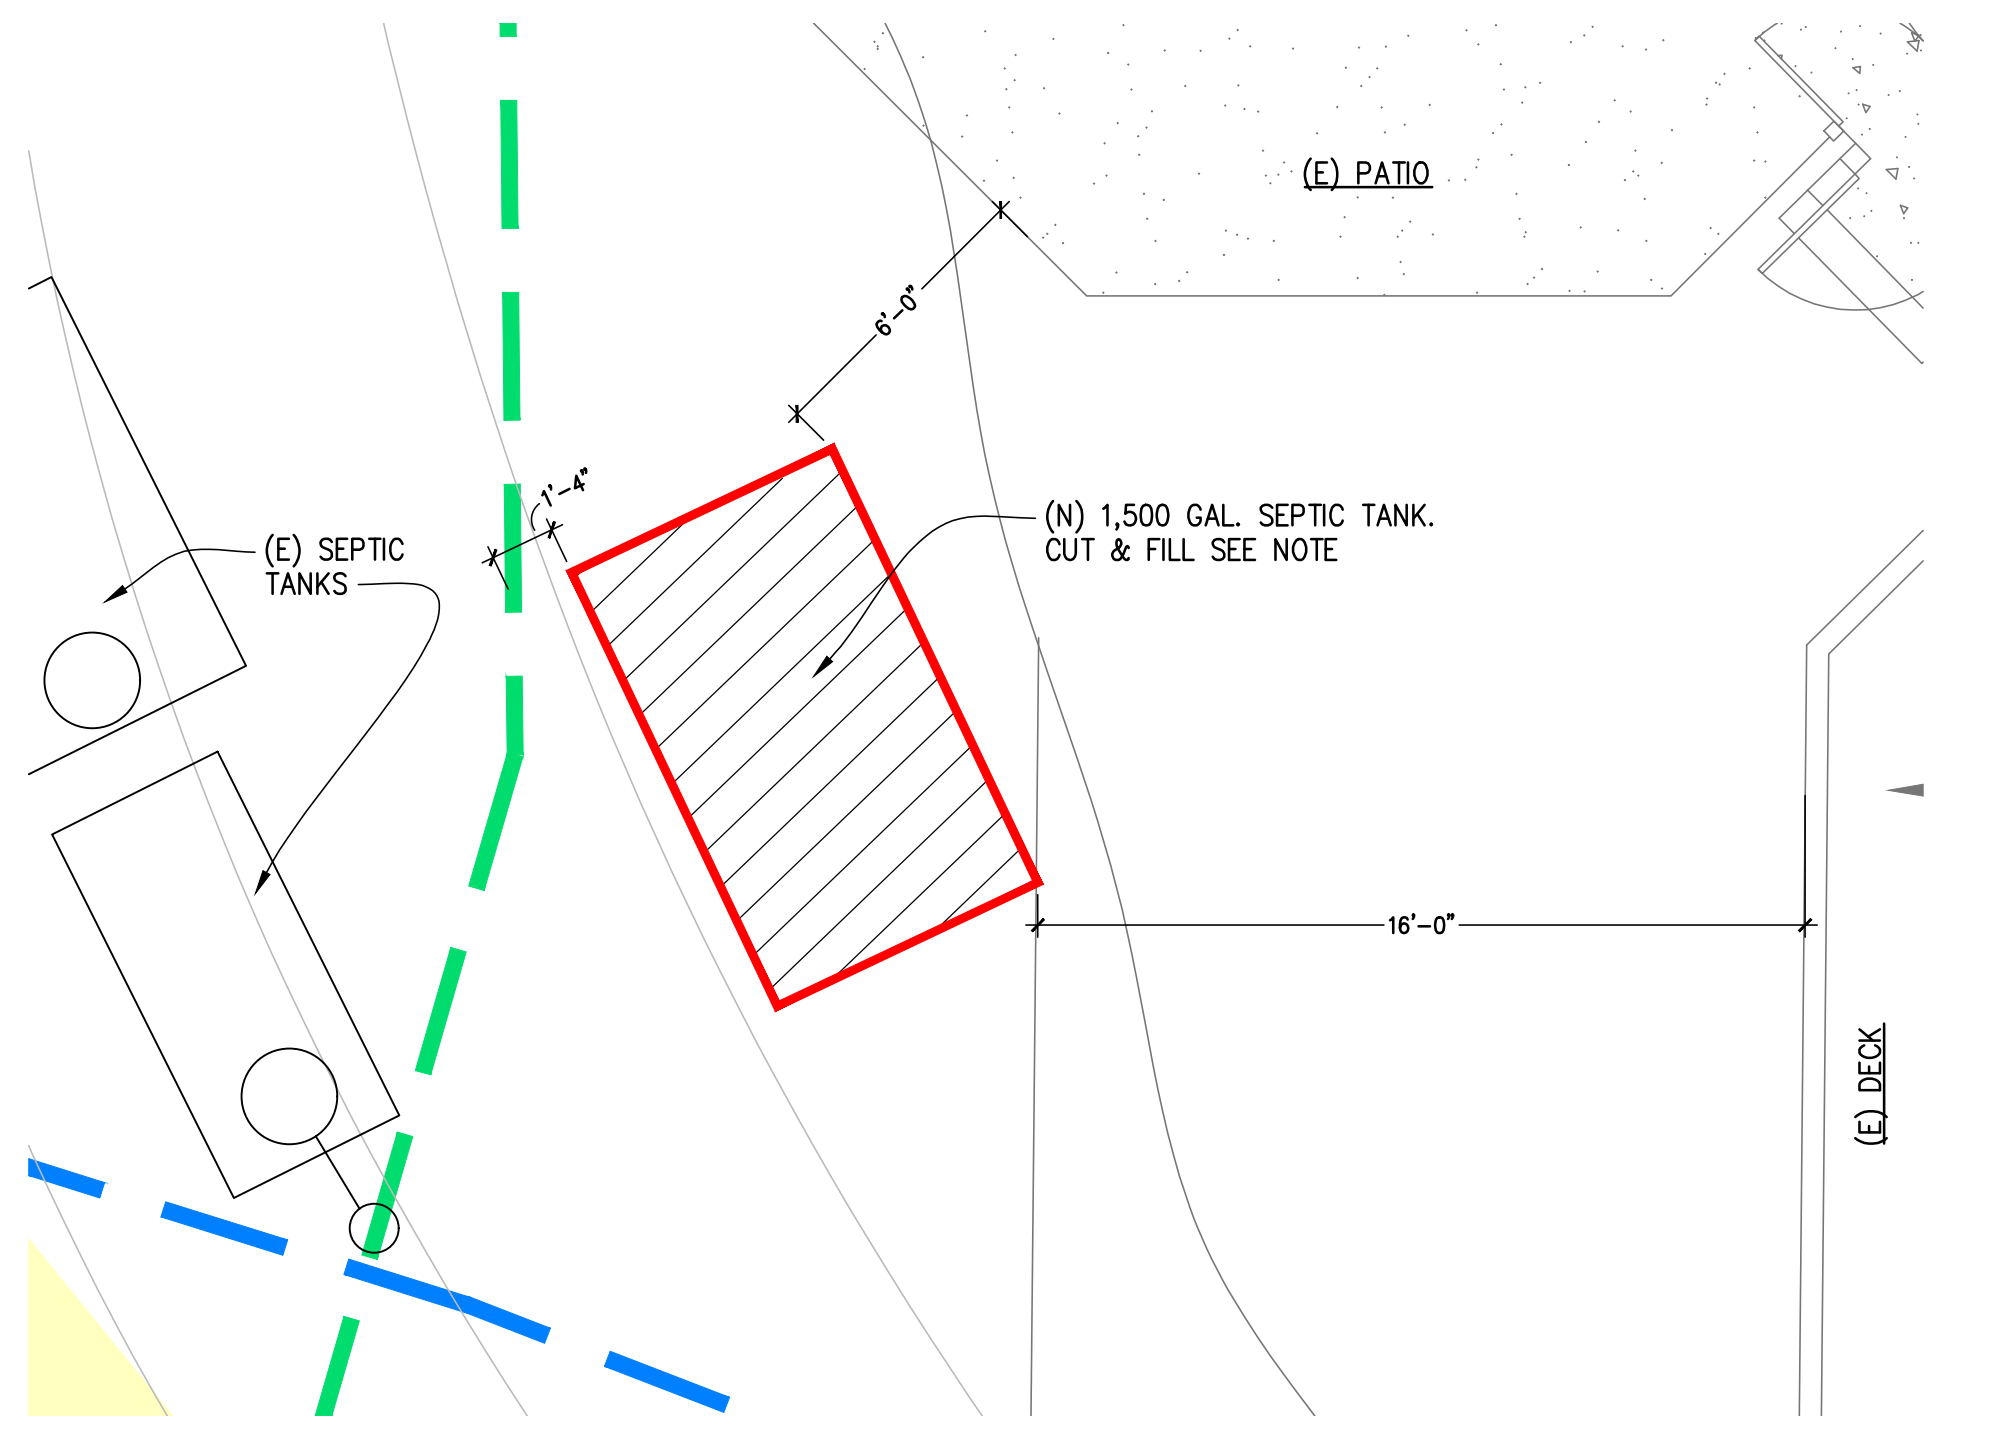 (E) PATIO
6'-0"
1'-4"
(N) 1,500 GAL. SEPTIC TANK.
CUT & FILL SEE NOTE
(E) SEPTIC
TANKS
16'-0"
(E) DECK